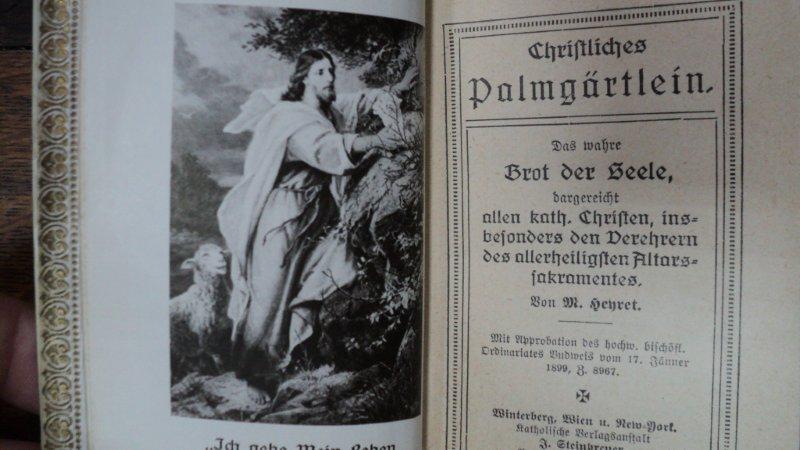 „Ich gebe Mein Leben
Christliches
Palmgärtlein.
Das wahre
Brot der Seele,
dargereicht
allen kath. Christen, ins-
besonders den Verehrern
des allerheiligsten Altars-
sakramentes.
Von M. Heyret.
Mit Approbation des hochw. bischöfl.
Ordinariates Budweis vom 17. Jänner
1899, Z. 8967.
Winterberg, Wien u. New-York.
Katholische Verlagsanstalt
J. Steinbrener